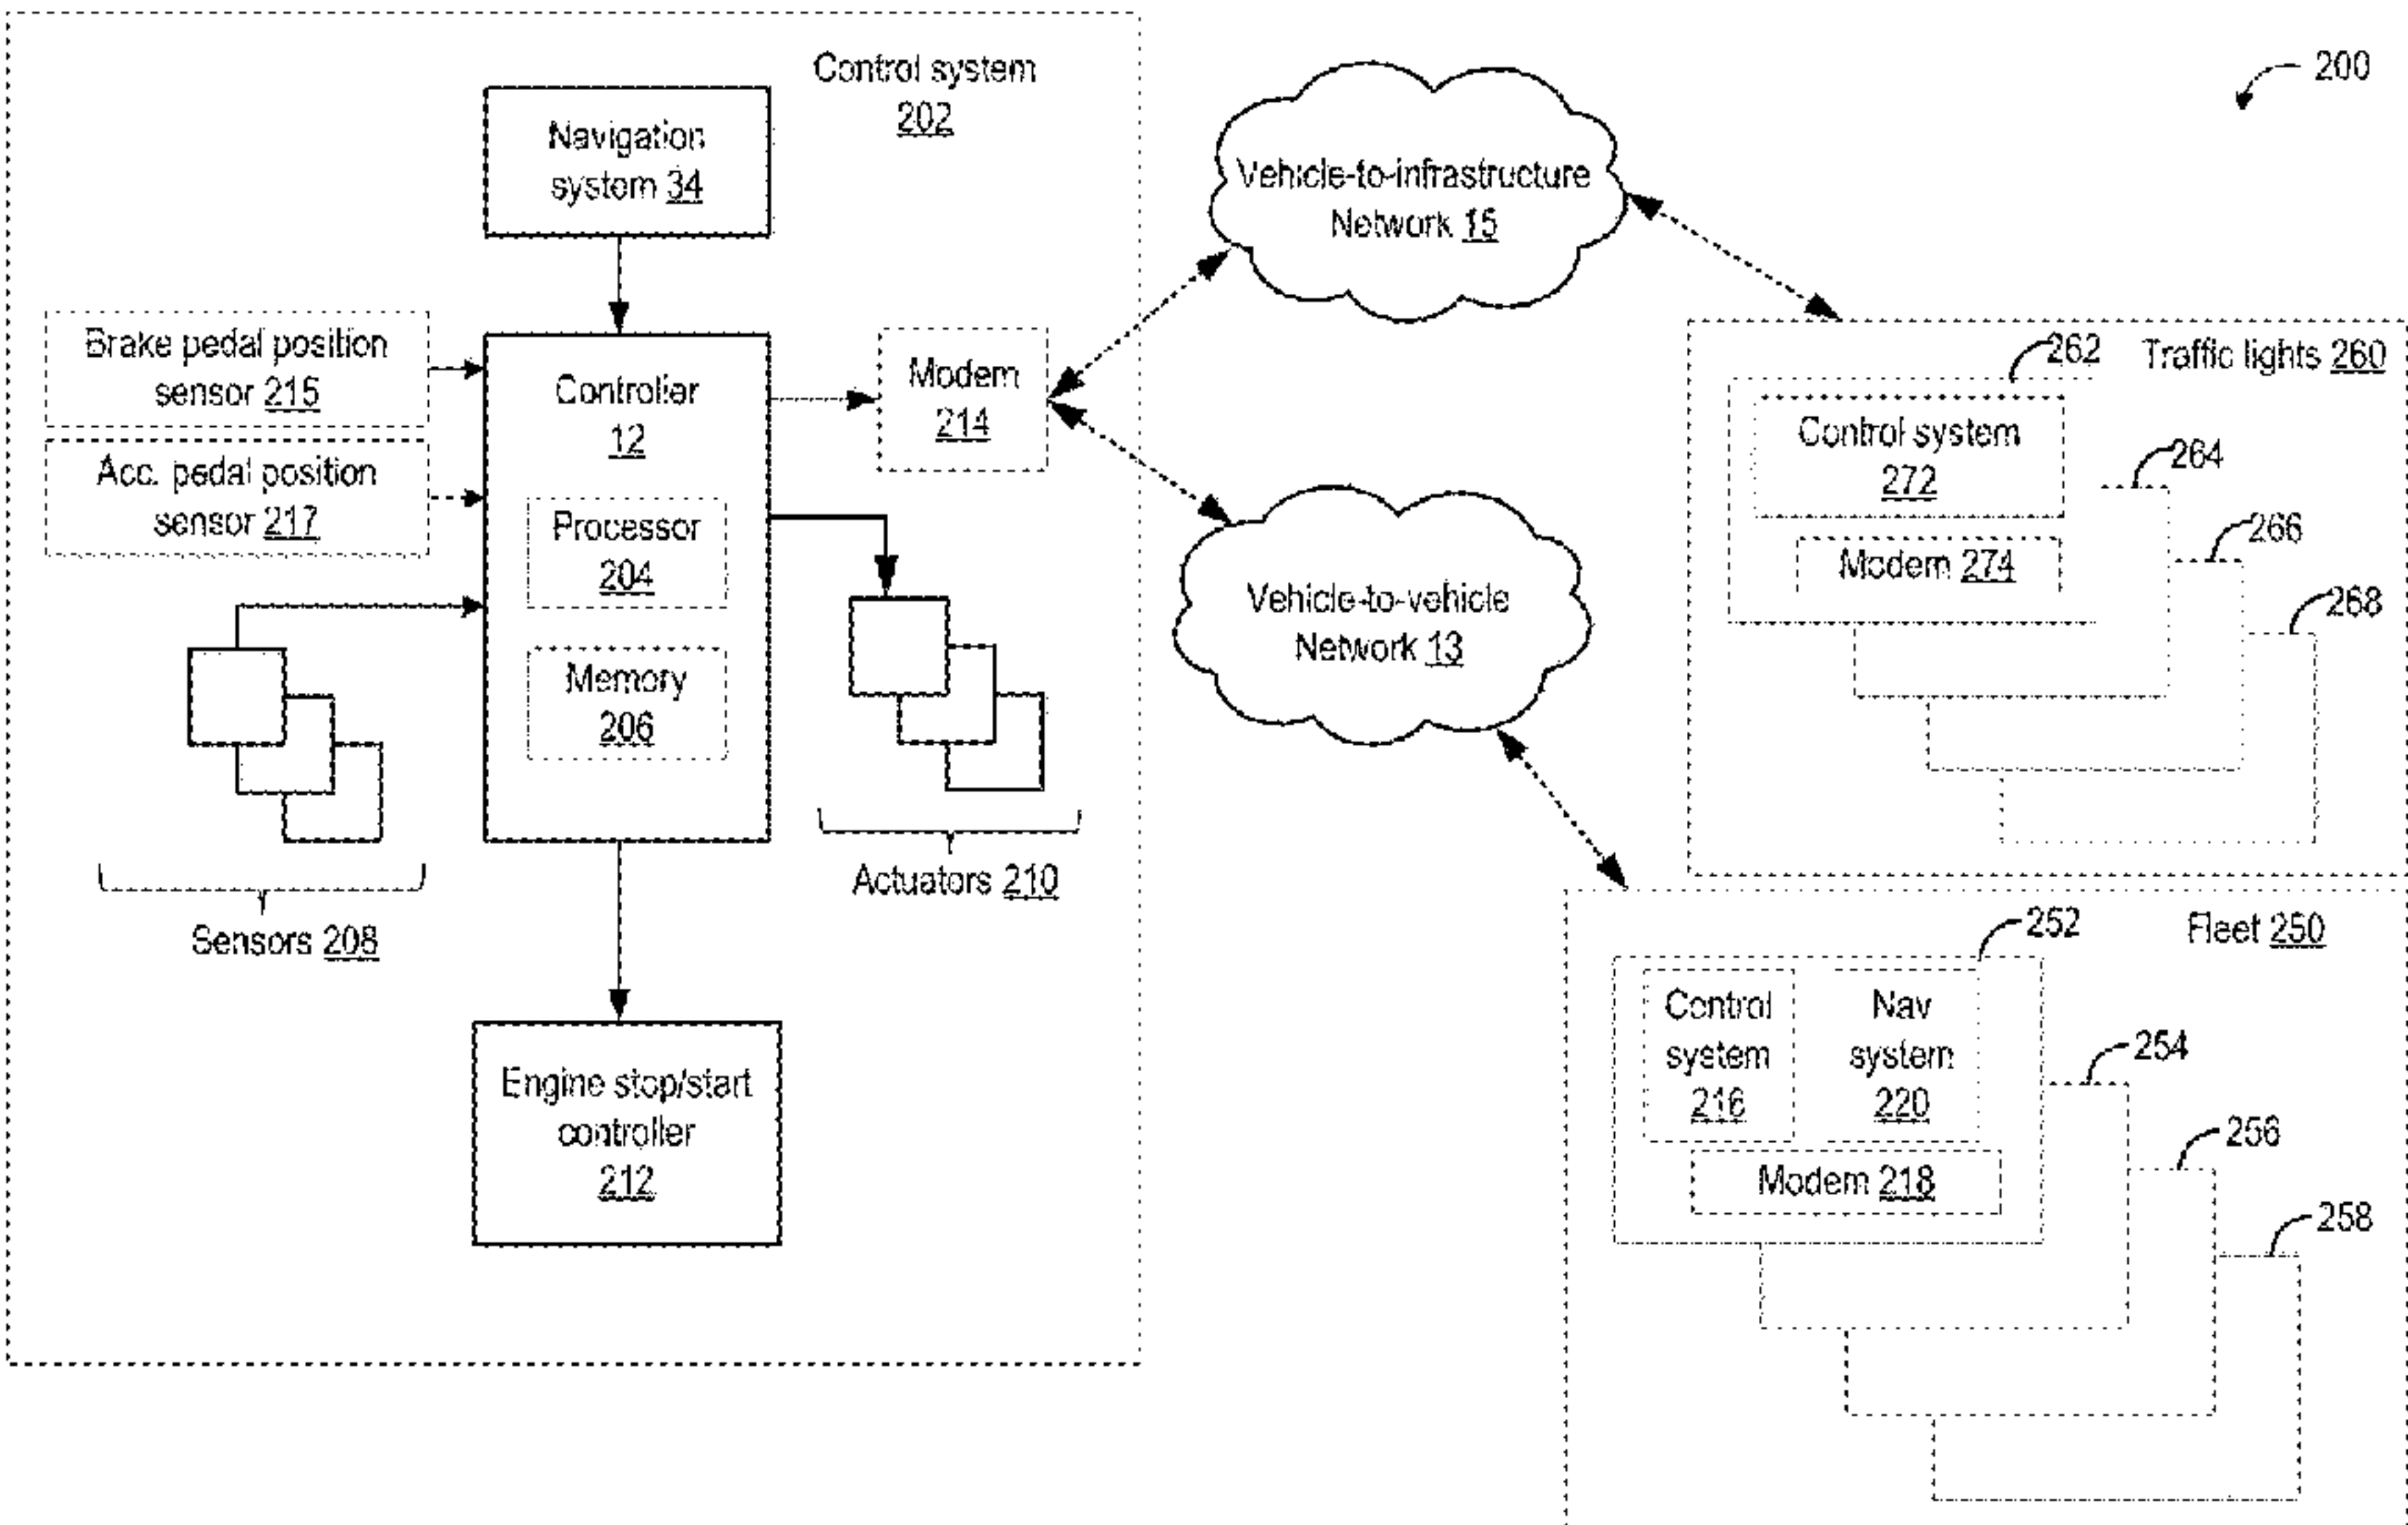 Control system
202
200
Navigation
system 34
Vehicle-to-infrastructure
Network 15
Brake pedal position
sensor 215
Acc. pedal position
sensor 217
Controller
12
Processor
204
Memory
206
Modem
214
Actuators 210
Sensors 208
Engine stop/start
controller
212
Vehicle-to-vehicle
Network 13
262
Traffic lights 260
Control system
272
Modem 274
264
266
268
252
Fleet 250
Control
system
216
Nav
system
220
Modem 218
254
256
258